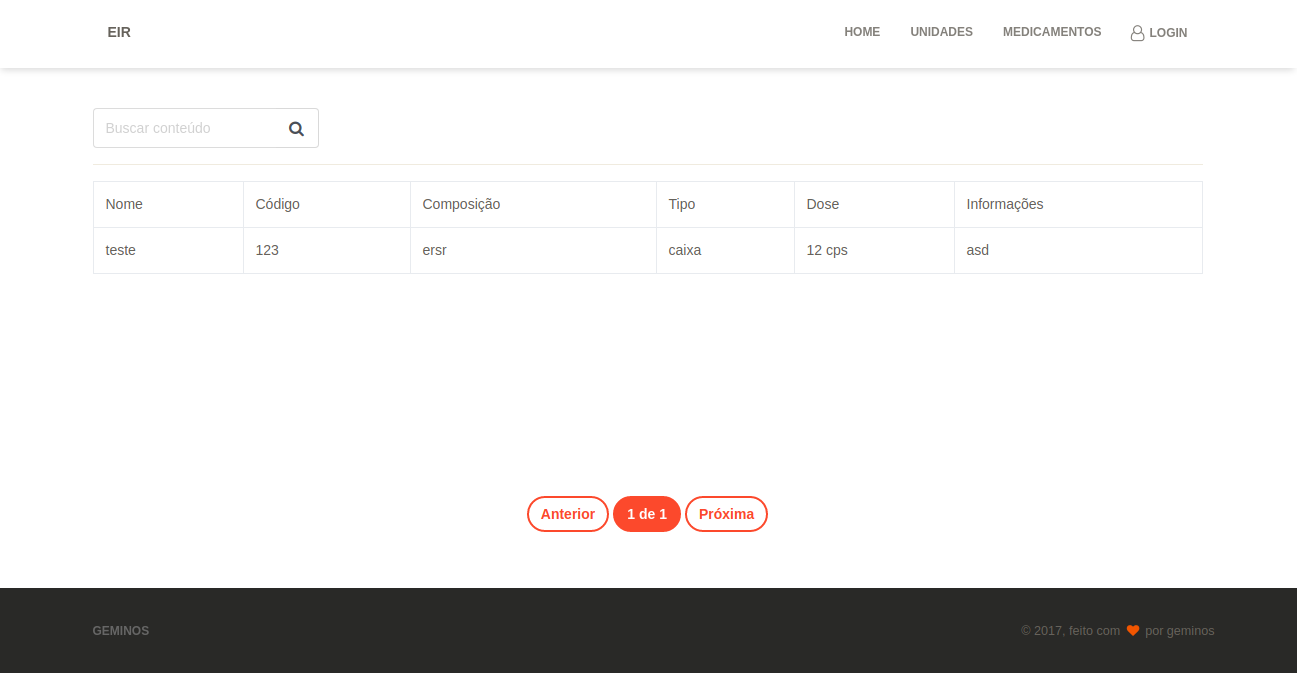 EIR HOME UNIDADES MEDICAMENTOS LOGIN
Buscar conteúdo
Nome Código Composição Tipo Dose Informações
teste 123 ersr caixa 12 cps asd
Anterior 1 de 1 Próxima
GEMINOS © 2017, feito com por geminos